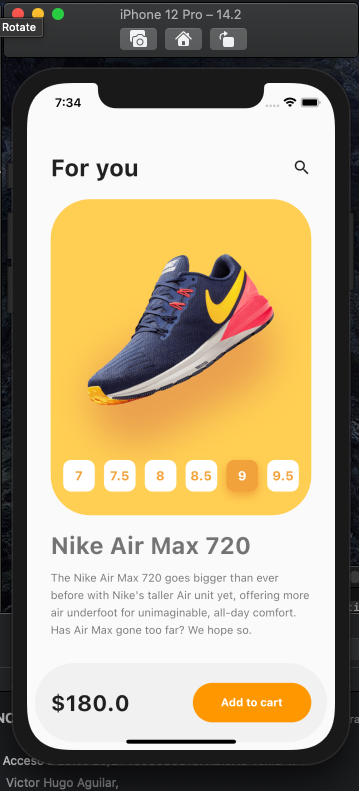 iPhone 12 Pro – 14.2
Rotate
7:34
For you
7 7.5 8 8.5 9 9.5
Nike Air Max 720
The Nike Air Max 720 goes bigger than ever
before with Nike's taller Air unit yet, offering more
air underfoot for unimaginable, all-day comfort.
Has Air Max gone too far? We hope so.
$180.0 Add to cart
Victor Hugo Aguilar,